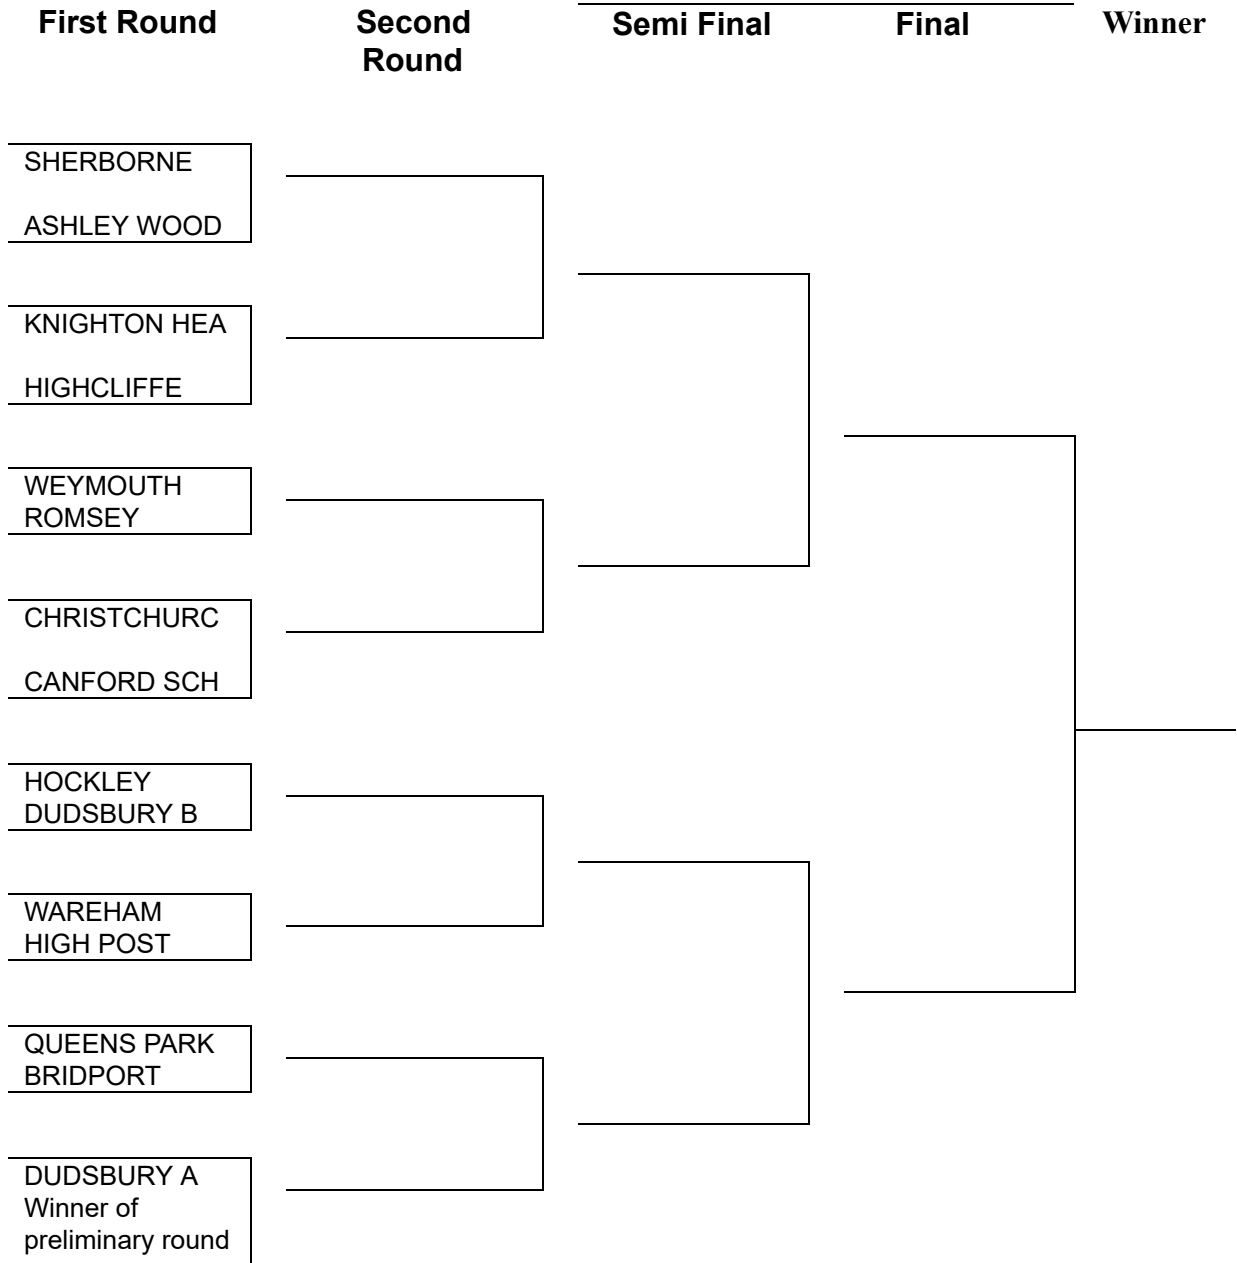 First Round
Second
Round
Semi Final
Final
Winner
SHERBORNE
ASHLEY WOOD
KNIGHTON HEA
HIGHCLIFFE
WEYMOUTH
ROMSEY
CHRISTCHURC
CANFORD SCH
HOCKLEY
DUDSBURY B
WAREHAM
HIGH POST
QUEENS PARK
BRIDPORT
DUDSBURY A
Winner of
preliminary round